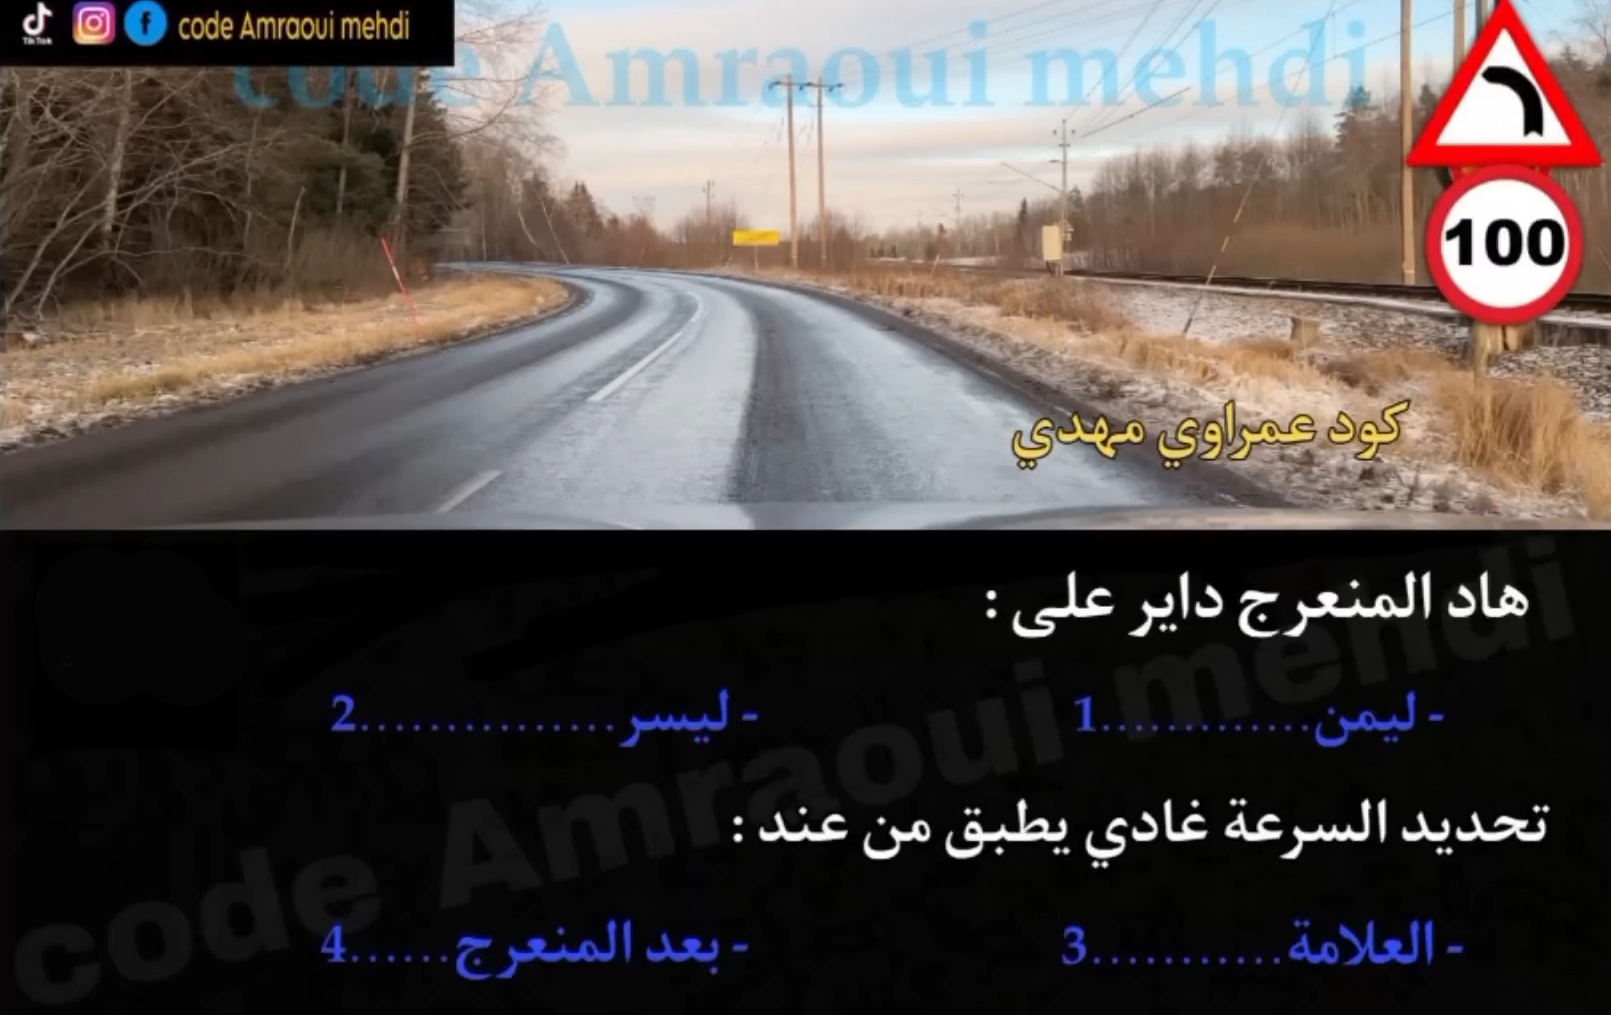 TikTok
code Amraoui mehdi
code Amraoui mehdi
100
كود عمراوي مهدي
هاد المنعرج داير على :
- ليمن.............1
- ليسر...............2
تحديد السرعة غادي يطبق من عند :
- العلامة...........3
- بعد المنعرج......4
code Amraoui mehdi